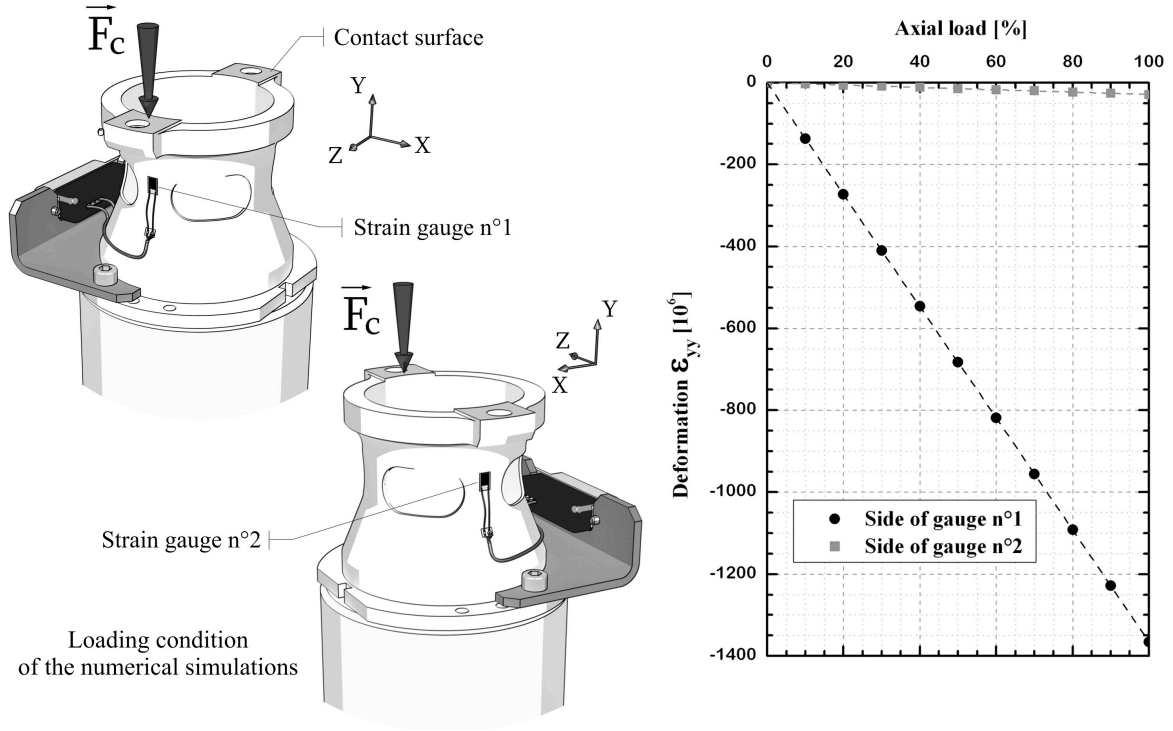 F_C
Contact surface
Y
X
Z
Strain gauge n°1
F_C
Y
Z
X
Strain gauge n°2
Loading condition
of the numerical simulations
Axial load [%]
0 20 40 60 80 100
0
-200
-400
-600
-800
-1000
-1200
-1400
Deformation ε_yy [10^6]
Side of gauge n°1
Side of gauge n°2